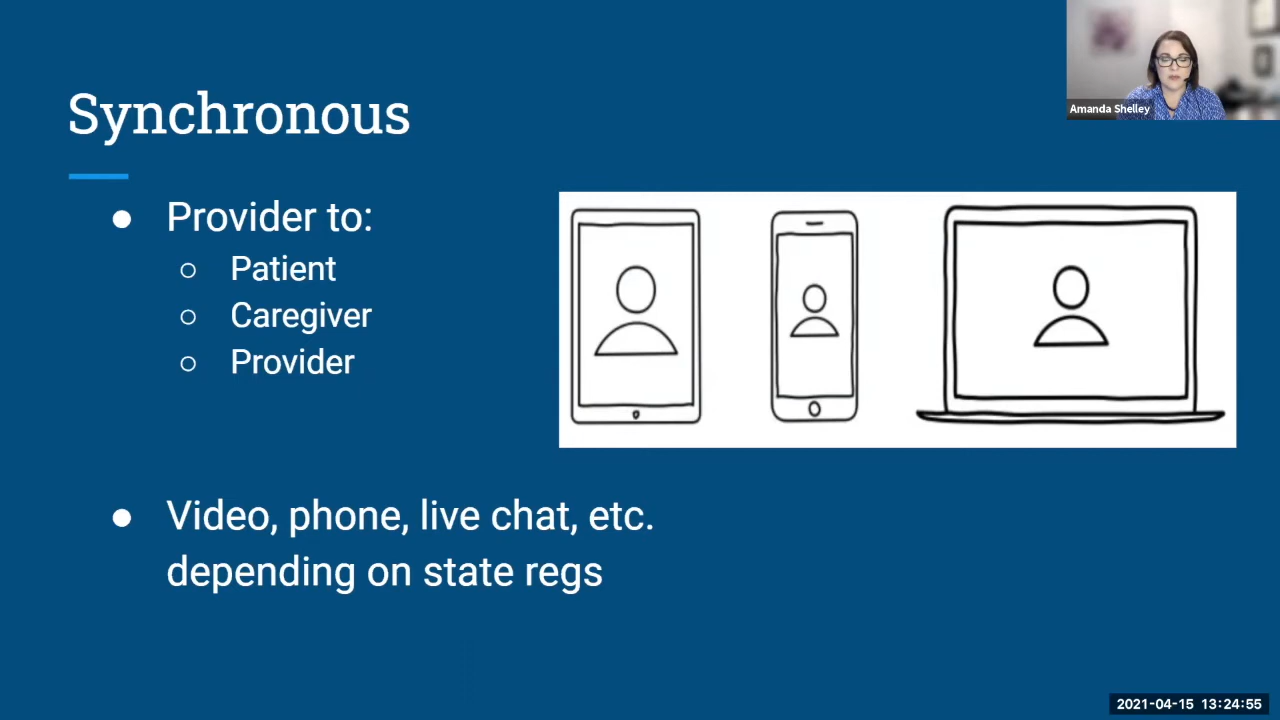 Synchronous
Amanda Shelley
● Provider to:
○ Patient
○ Caregiver
○ Provider
● Video, phone, live chat, etc.
depending on state regs
2021-04-15 13:24:55